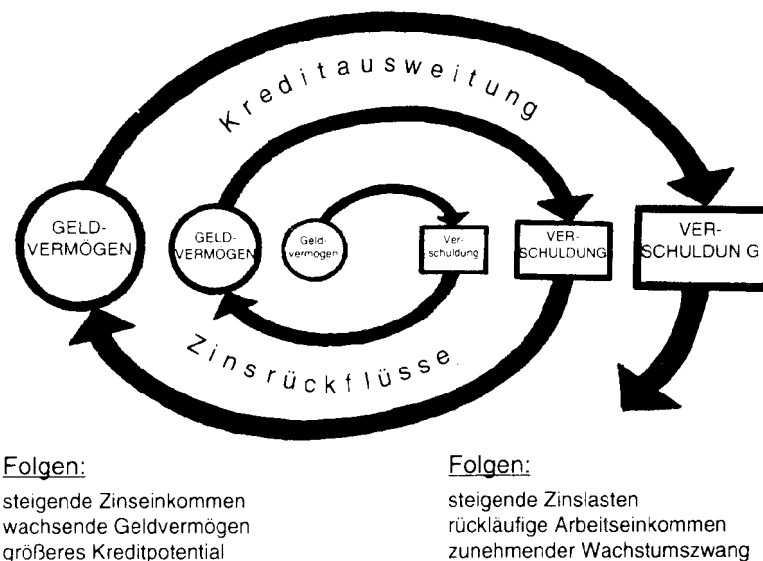 Kreditausweitung
GELD-
VERMÖGEN
GELD-
VERMÖGEN
Geld-
vermögen
Ver-
schuldung
VER-
SCHULDUNG
VER-
SCHULDUNG
Zinsrückflüsse
Folgen:
steigende Zinseinkommen
wachsende Geldvermögen
größeres Kreditpotential
Folgen:
steigende Zinslasten
rückläufige Arbeitseinkommen
zunehmender Wachstumszwang